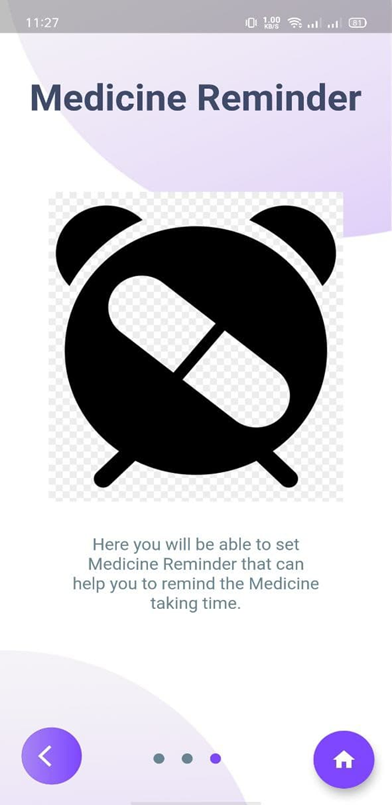 11:27
1.00
KB/S
81
Medicine Reminder
Here you will be able to set
Medicine Reminder that can
help you to remind the Medicine
taking time.